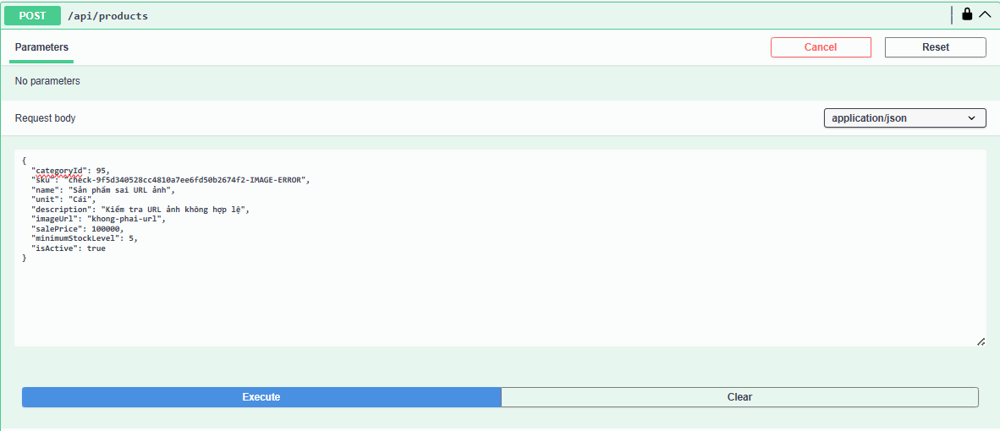 POST /api/products
Parameters
Cancel
Reset
No parameters
Request body
application/json
{
  "categoryId": 95,
  "sku": "check-9f5d340528cc4810a7ee6fd50b2674f2-IMAGE-ERROR",
  "name": "Sản phẩm sai URL ảnh",
  "unit": "Cái",
  "description": "Kiểm tra URL ảnh không hợp lệ",
  "imageUrl": "khong-phai-url",
  "salePrice": 100000,
  "minimumStockLevel": 5,
  "isActive": true
}
Execute
Clear